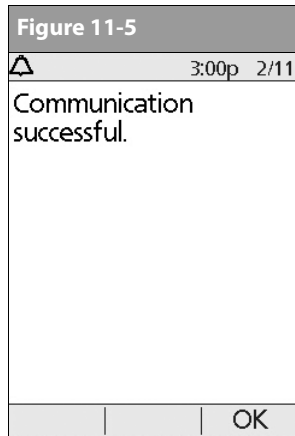 Figure 11-5
3:00p 2/11
Communication
successful.
OK